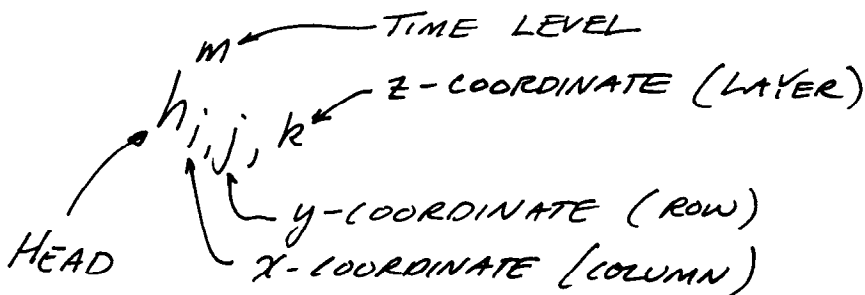 m TIME LEVEL
h i, j, k z-COORDINATE (LAYER)
y-COORDINATE (ROW)
HEAD x-COORDINATE (COLUMN)